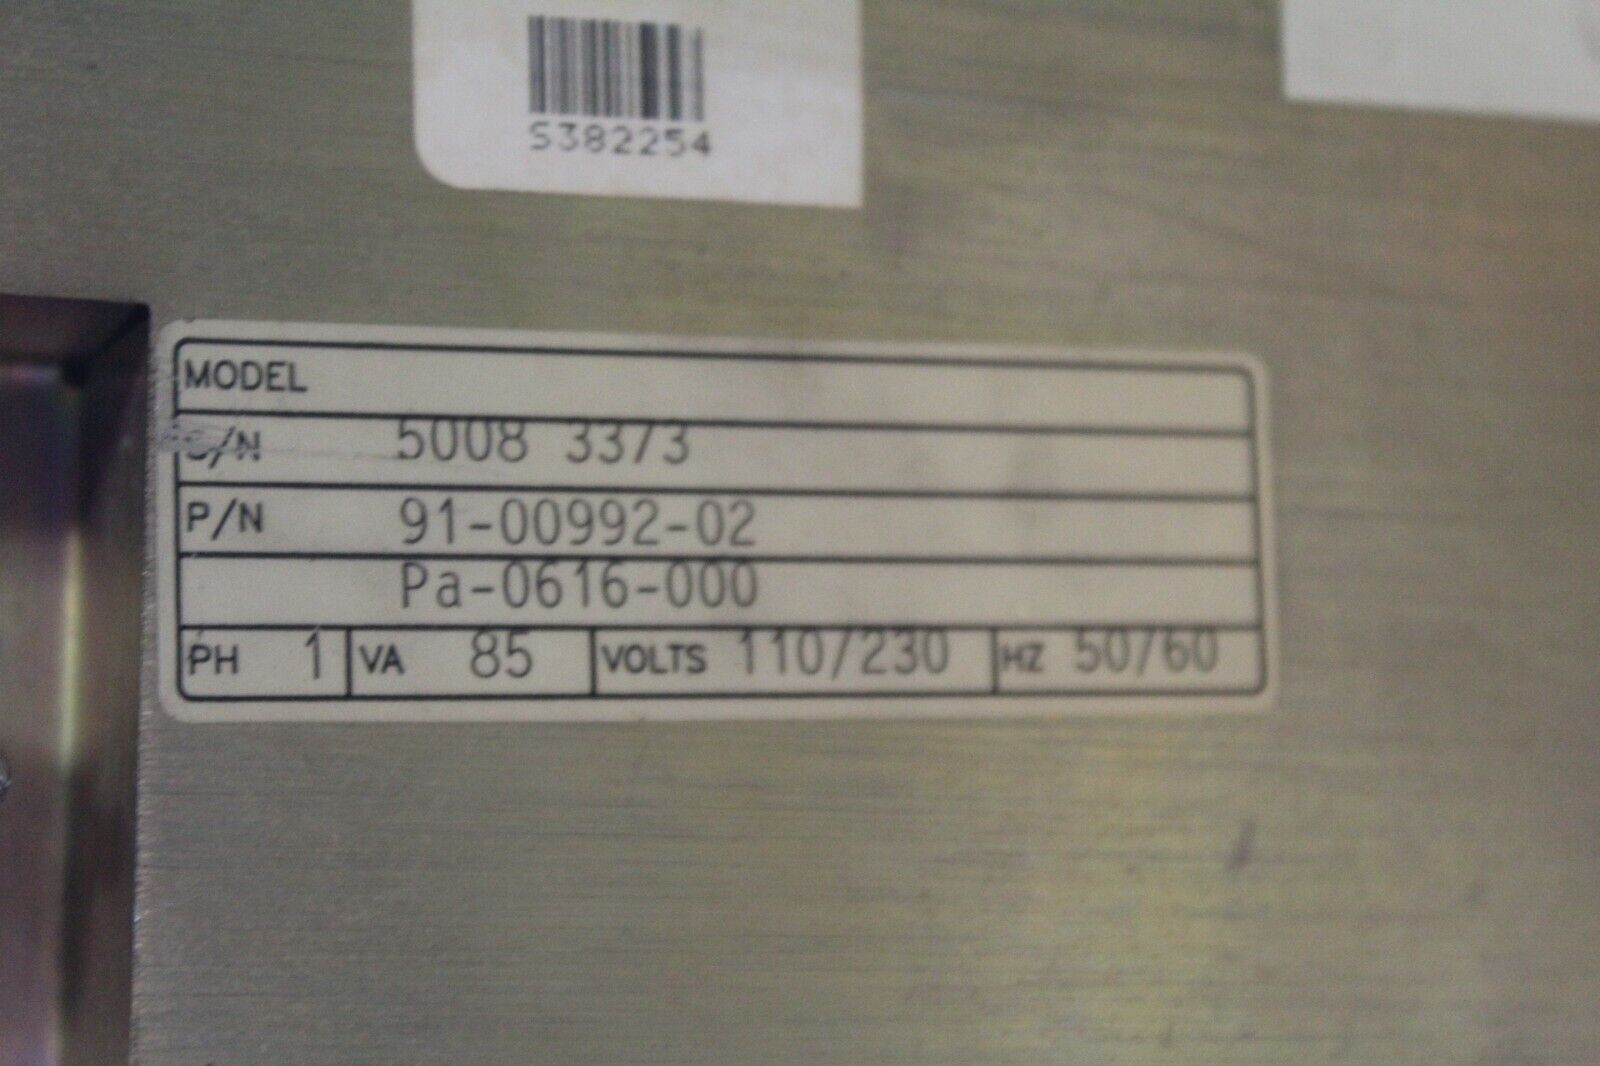 S382254
MODEL
S/N 5008 3373
P/N 91-00992-02
Pa-0616-000
PH 1 VA 85 VOLTS 110/230 HZ 50/60